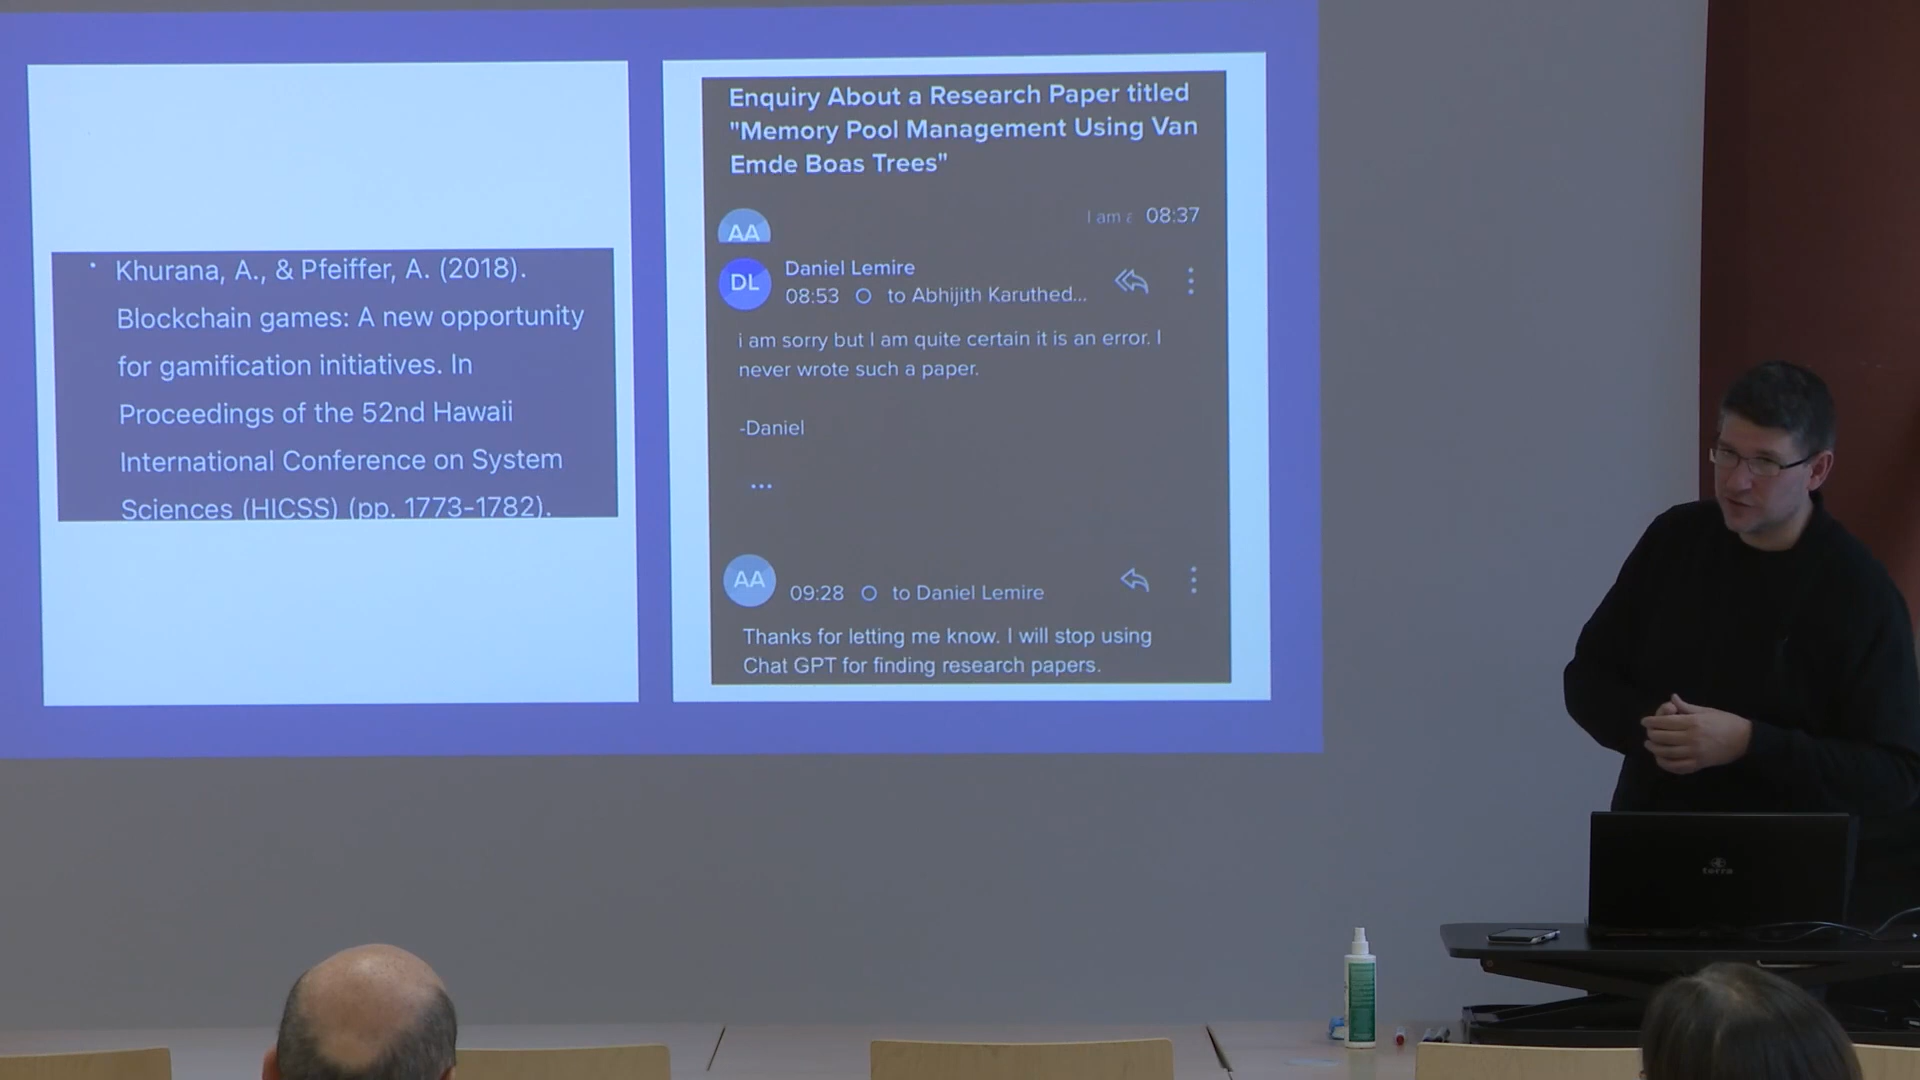 • Khurana, A., & Pfeiffer, A. (2018).
Blockchain games: A new opportunity
for gamification initiatives. In
Proceedings of the 52nd Hawaii
International Conference on System
Sciences (HICSS) (pp. 1773-1782).
Enquiry About a Research Paper titled
"Memory Pool Management Using Van
Emde Boas Trees"
AA
I am 08:37
DL
Daniel Lemire
08:53 to Abhijith Karuthed...
i am sorry but I am quite certain it is an error. I
never wrote such a paper.
-Daniel
...
AA
09:28 to Daniel Lemire
Thanks for letting me know. I will stop using
Chat GPT for finding research papers.
terra